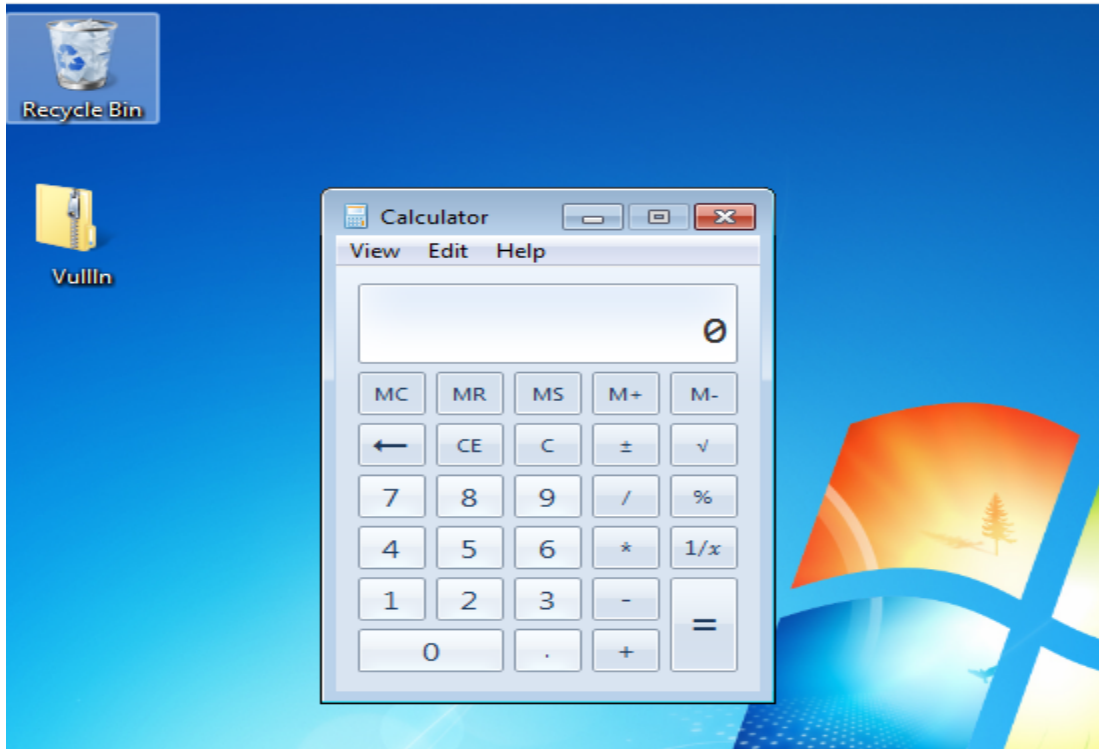 Recycle Bin
VullIn
Calculator
View Edit Help
0
MC MR MS M+ M-
← CE C ± √
7 8 9 / %
4 5 6 * 1/x
1 2 3 - =
0 . +